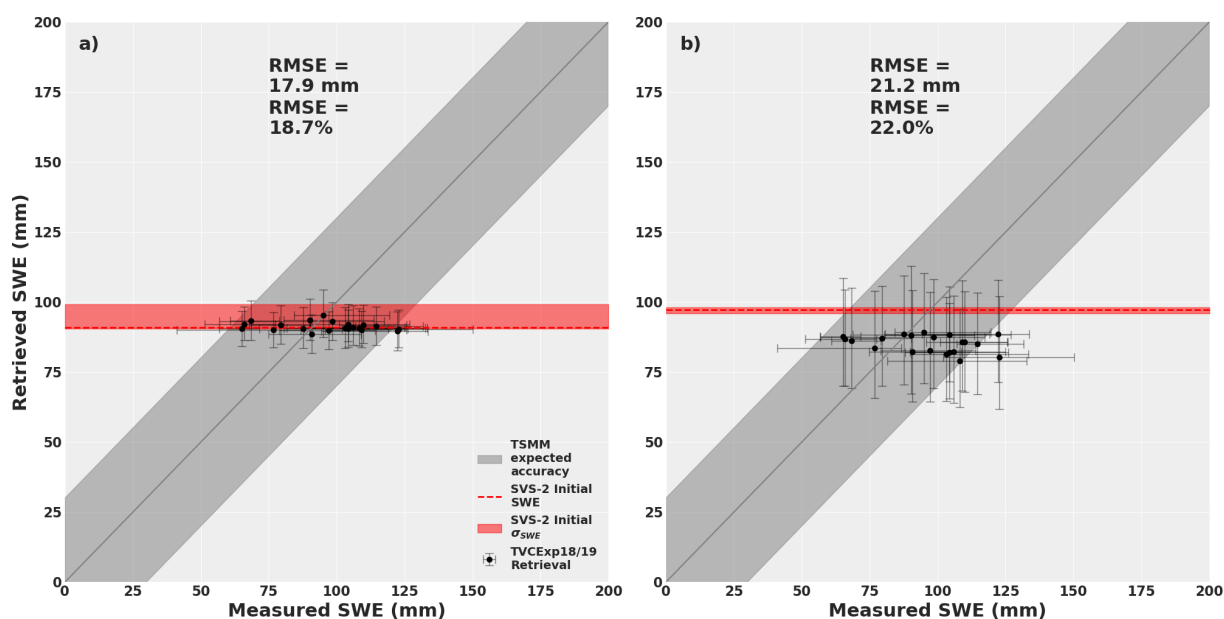 a)
RMSE =
17.9 mm
RMSE =
18.7%
200
175
150
125
100
75
50
25
0
Retrieved SWE (mm)
TSMM
expected
accuracy
SVS-2 Initial
SWE
SVS-2 Initial
σSWE
TVCExp18/19
Retrieval
0 25 50 75 100 125 150 175 200
Measured SWE (mm)
b)
RMSE =
21.2 mm
RMSE =
22.0%
200
175
150
125
100
75
50
25
0
0 25 50 75 100 125 150 175 200
Measured SWE (mm)